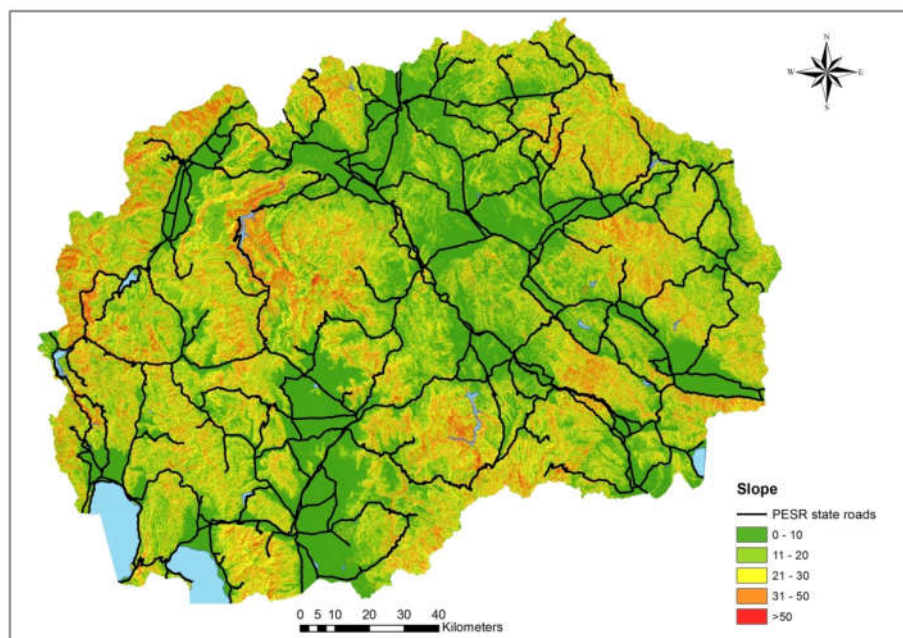 N
W E
S
Slope
PESR state roads
0 - 10
11 - 20
21 - 30
31 - 50
>50
0 5 10 20 30 40
Kilometers